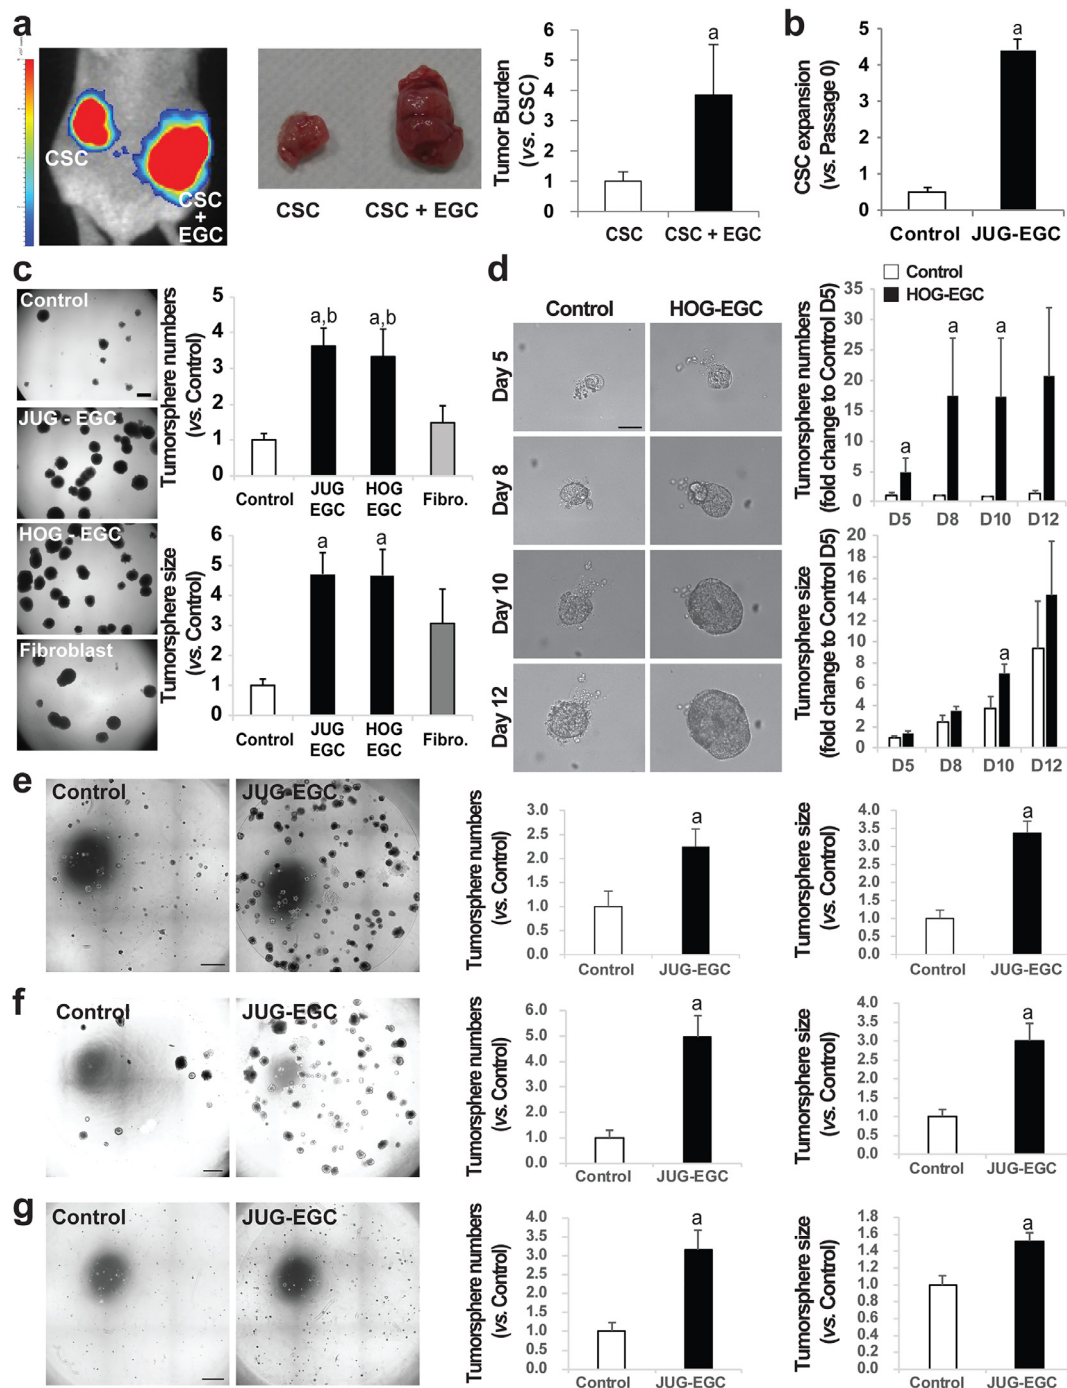 a
CSC
CSC
+
EGC
CSC
CSC + EGC
Tumor Burden
(vs. CSC)
6
5
4
3
2
1
0
a
CSC
CSC + EGC
b
CSC expansion
(vs. Passage 0)
5
4
3
2
1
0
a
Control
JUG-EGC
c
Control
JUG - EGC
HOG - EGC
Fibroblast
Tumorsphere numbers
(vs. Control)
5
4
3
2
1
0
a,b
a,b
Control
JUG
EGC
HOG
EGC
Fibro.
Tumorsphere size
(vs. Control)
6
5
4
3
2
1
0
a
a
Control
JUG
EGC
HOG
EGC
Fibro.
d
Control
HOG-EGC
Day 5
Day 8
Day 10
Day 12
Control
HOG-EGC
Tumorsphere numbers
(fold change to Control D5)
35
30
25
20
15
10
5
0
a
a
a
D5
D8
D10
D12
Tumorsphere size
(fold change to Control D5)
20
18
16
14
12
10
8
6
4
2
0
a
D5
D8
D10
D12
e
Control
JUG-EGC
Tumorsphere numbers
(vs. Control)
3.0
2.5
2.0
1.5
1.0
0.5
0.0
a
Control
JUG-EGC
Tumorsphere size
(vs. Control)
4.0
3.5
3.0
2.5
2.0
1.5
1.0
0.5
0.0
a
Control
JUG-EGC
f
Control
JUG-EGC
Tumorsphere numbers
(vs. Control)
6.0
5.0
4.0
3.0
2.0
1.0
0.0
a
Control
JUG-EGC
Tumorsphere size
(vs. Control)
4.0
3.5
3.0
2.5
2.0
1.5
1.0
0.5
0.0
a
Control
JUG-EGC
g
Control
JUG-EGC
Tumorsphere numbers
(vs. Control)
4.0
3.5
3.0
2.5
2.0
1.5
1.0
0.5
0.0
a
Control
JUG-EGC
Tumorsphere size
(vs. Control)
1.8
1.6
1.4
1.2
1.0
0.8
0.6
0.4
0.2
0.0
a
Control
JUG-EGC